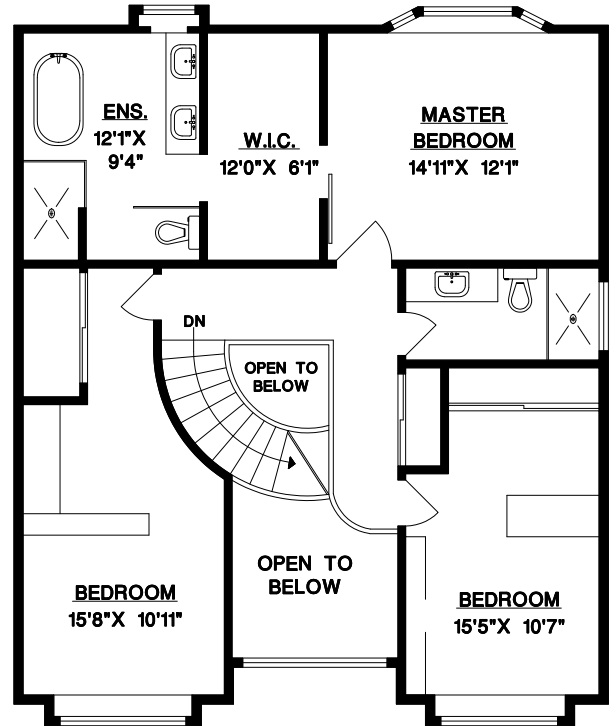 ENS.
12'1"X
9'4"
W.I.C.
12'0"X 6'1"
MASTER
BEDROOM
14'11"X 12'1"
DN
OPEN TO
BELOW
OPEN TO
BELOW
BEDROOM
15'8"X 10'11"
BEDROOM
15'5"X 10'7"